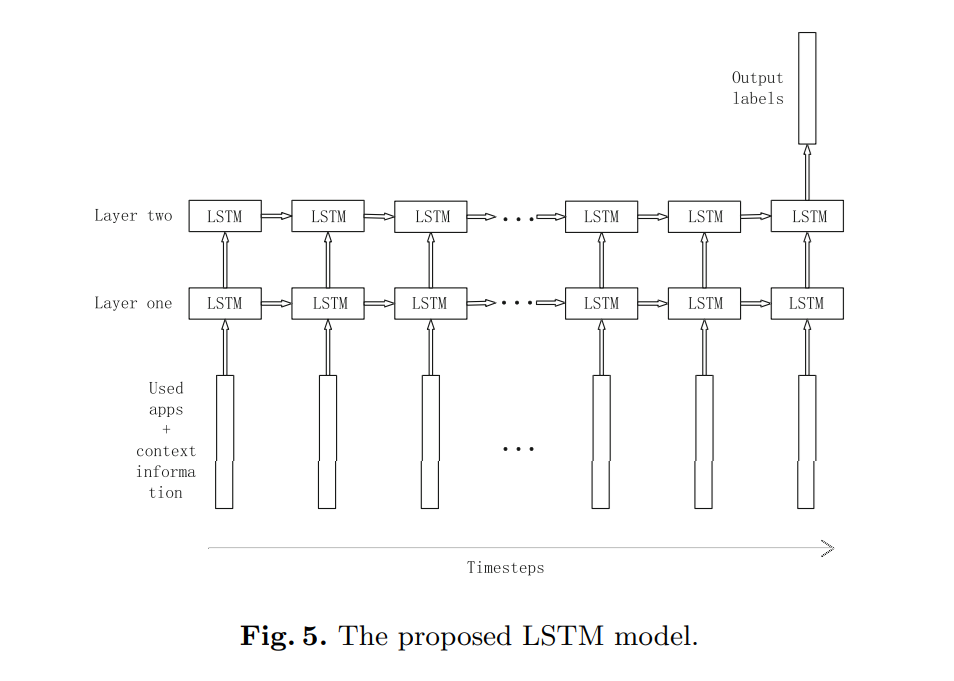 Output
labels
Layer two
LSTM LSTM LSTM ... LSTM LSTM LSTM
Layer one
LSTM LSTM LSTM ... LSTM LSTM LSTM
Used
apps
+
context
informa
tion
...
Timesteps
Fig. 5. The proposed LSTM model.